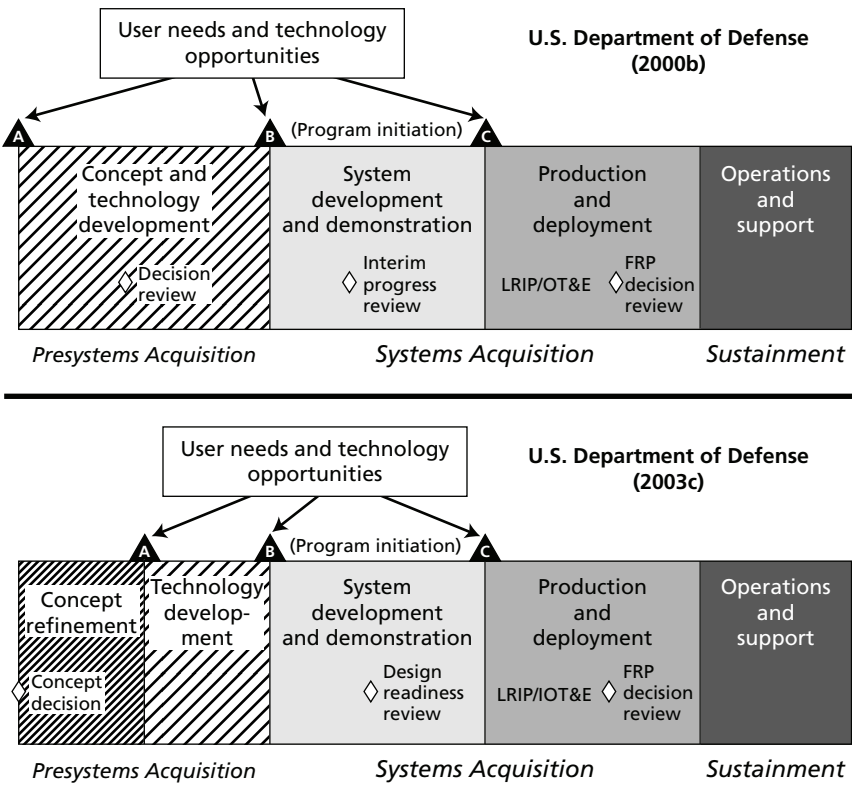 User needs and technology
opportunities
U.S. Department of Defense
(2000b)
A
B
(Program initiation)
C
Concept and
technology
development
Decision
review
System
development
and demonstration
Interim
progress
review
Production
and
deployment
LRIP/OT&E
FRP
decision
review
Operations
and
support
Presystems Acquisition
Systems Acquisition
Sustainment
User needs and technology
opportunities
U.S. Department of Defense
(2003c)
A
B
(Program initiation)
C
Concept
refinement
Concept
decision
Technology
develop-
ment
System
development
and demonstration
Design
readiness
review
Production
and
deployment
LRIP/IOT&E
FRP
decision
review
Operations
and
support
Presystems Acquisition
Systems Acquisition
Sustainment